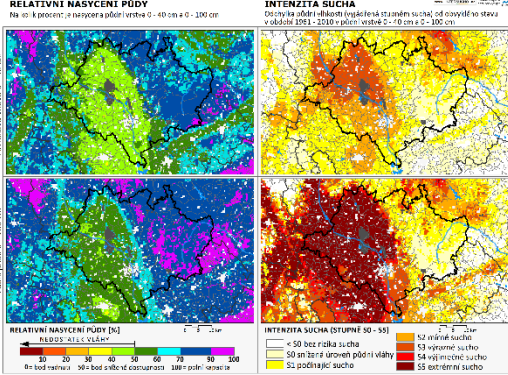 RELATIVNÍ NASYCENÍ PŮDY
Na kolik procent je nasycena půdní vrstvě 0 - 40 cm a 0 - 100 cm
INTENZITA SUCHA
Odchylka půdní vlhkosti (vyjádřená stupněm sucha) od obvyklého stavu
v období 1961 - 2010 v půdní vrstvě 0 - 40 cm a 0 - 100 cm
RELATIVNÍ NASYCENÍ PŮDY [%]
NEDOSTATEK VLÁHY
0 10 20 30 40 50 60 70 80 90 100
0= bod vadnutí 50= bod snížené dostupnosti 100= polní kapacita
INTENZITA SUCHA (STUPNĚ S0 - S5)
< S0 bez rizika sucha
S0 snížená úroveň půdní vláhy
S1 počínající sucho
S2 mírné sucho
S3 výrazné sucho
S4 výjimečné sucho
S5 extrémní sucho